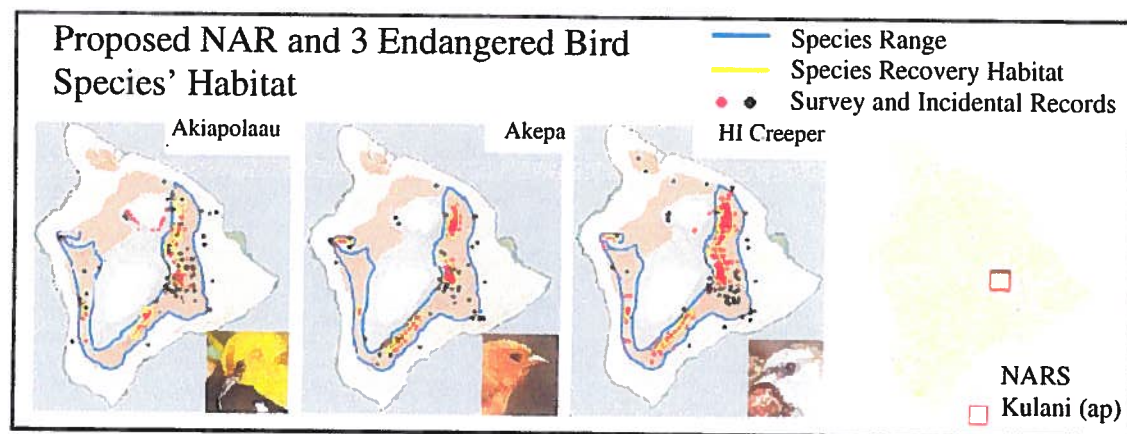 Proposed NAR and 3 Endangered Bird
Species' Habitat
Species Range
Species Recovery Habitat
Survey and Incidental Records
Akiapolaau
Akepa
HI Creeper
NARS
Kulani (ap)